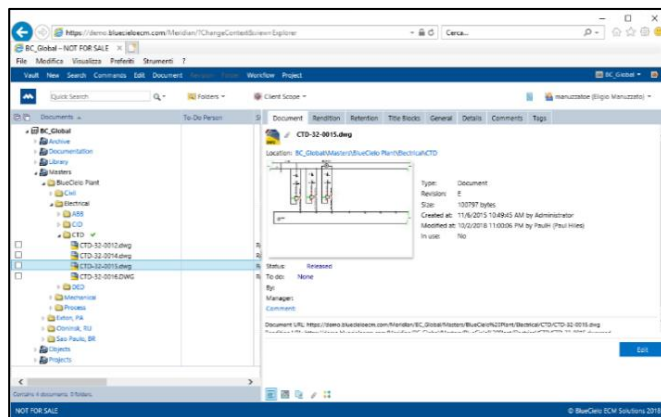 https://demo.bluecieloecm.com/Meridian/?ChangeContext&view=Explorer
Cerca...
BC_Global – NOT FOR SALE
File Modifica Visualizza Preferiti Strumenti ?
Vault New Search Commands Edit Document Revision Folder Workflow Project
BC_Global
Quick Search
Folders
Client Scope
manuzzatoe (Eligio Manuzzato)
Documents
To-Do Person
Document Rendition Retention Title Blocks General Details Comments Tags
BC_Global
CTD-32-0015.dwg
Archive
Documentation
Location: BC_Global\Masters\BlueCielo Plant\Electrical\CTD
Library
Masters
BlueCielo Plant
Civil
Electrical
ABB
CIO
CTD
CTD-32-0012.dwg
CTD-32-0014.dwg
CTD-32-0015.dwg
CTD-32-0016.DWG
DED
Mechanical
Process
Exton, PA
Obninsk, RU
Sao Paulo, BR
Objects
Projects
Type: Document
Revision: E
Size: 100797 bytes
Created at: 11/6/2015 10:49:45 AM by Administrator
Modified at: 10/2/2018 11:00:06 PM by PaulH (Paul Hiles)
In use: No
Status: Released
To do: None
By:
Manager:
Comment:
Document URL: https://demo.bluecieloecm.com/Meridian/BC_Global/Masters/BlueCielo%20Plant/Electrical/CTD/CTD-32-0015.dwg
Edit
Contains 4 documents, 0 folders.
NOT FOR SALE
© BlueCielo ECM Solutions 2018